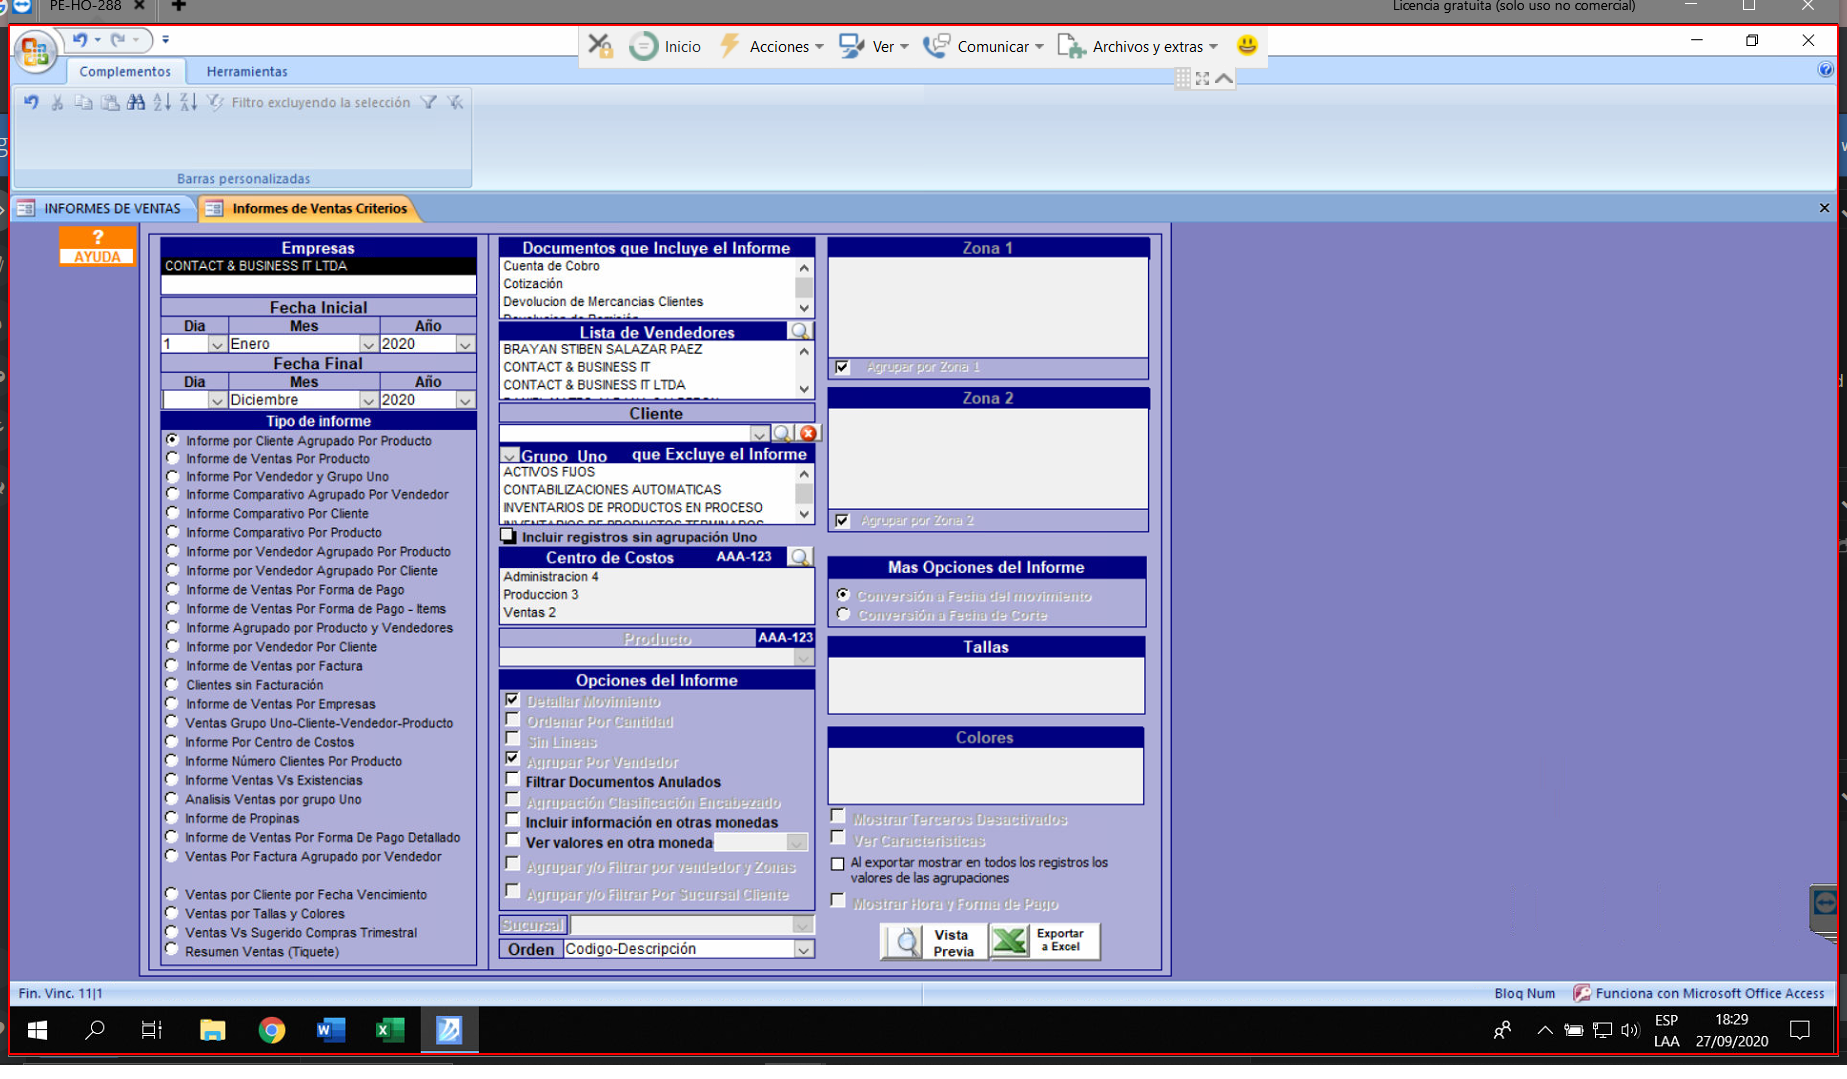 PE-HO-288
Licencia gratuita (solo uso no comercial)
Inicio
Acciones
Ver
Comunicar
Archivos y extras
Complementos
Herramientas
Filtro excluyendo la selección
Barras personalizadas
INFORMES DE VENTAS
Informes de Ventas Criterios
?
AYUDA
Empresas
CONTACT & BUSINESS IT LTDA
Fecha Inicial
Dia Mes Año
1 Enero 2020
Fecha Final
Dia Mes Año
Diciembre 2020
Tipo de informe
Informe por Cliente Agrupado Por Producto
Informe de Ventas Por Producto
Informe Por Vendedor y Grupo Uno
Informe Comparativo Agrupado Por Vendedor
Informe Comparativo Por Cliente
Informe Comparativo Por Producto
Informe por Vendedor Agrupado Por Producto
Informe por Vendedor Agrupado Por Cliente
Informe de Ventas Por Forma de Pago
Informe de Ventas Por Forma de Pago - Items
Informe Agrupado por Producto y Vendedores
Informe por Vendedor Por Cliente
Informe de Ventas por Factura
Clientes sin Facturación
Informe de Ventas Por Empresas
Ventas Grupo Uno-Cliente-Vendedor-Producto
Informe Por Centro de Costos
Informe Número Clientes Por Producto
Informe Ventas Vs Existencias
Analisis Ventas por grupo Uno
Informe de Propinas
Informe de Ventas Por Forma De Pago Detallado
Ventas Por Factura Agrupado por Vendedor
Ventas por Cliente por Fecha Vencimiento
Ventas por Tallas y Colores
Ventas Vs Sugerido Compras Trimestral
Resumen Ventas (Tiquete)
Documentos que Incluye el Informe
Cuenta de Cobro
Cotización
Devolucion de Mercancias Clientes
Devolucion de Remisión
Lista de Vendedores
BRAYAN STIBEN SALAZAR PAEZ
CONTACT & BUSINESS IT
CONTACT & BUSINESS IT LTDA
Cliente
Grupo Uno que Excluye el Informe
ACTIVOS FIJOS
CONTABILIZACIONES AUTOMATICAS
INVENTARIOS DE PRODUCTOS EN PROCESO
INVENTARIOS DE PRODUCTOS TERMINADOS
Incluir registros sin agrupación Uno
Centro de Costos AAA-123
Administracion 4
Produccion 3
Ventas 2
Producto AAA-123
Opciones del Informe
Detallar Movimiento
Ordenar Por Cantidad
Sin Lineas
Agrupar Por Vendedor
Filtrar Documentos Anulados
Agrupación Clasificación Encabezado
Incluir información en otras monedas
Ver valores en otra moneda
Agrupar y/o Filtrar por vendedor y Zonas
Agrupar y/o Filtrar Por Sucursal Cliente
Sucursal
Orden Codigo-Descripción
Zona 1
Agrupar por Zona 1
Zona 2
Agrupar por Zona 2
Mas Opciones del Informe
Conversión a Fecha del movimiento
Conversión a Fecha de Corte
Tallas
Colores
Mostrar Terceros Desactivados
Ver Caracteristicas
Al exportar mostrar en todos los registros los
valores de las agrupaciones
Mostrar Hora y Forma de Pago
Vista
Previa
Exportar
a Excel
Fin. Vinc. 11|1
Bloq Num
Funciona con Microsoft Office Access
ESP
LAA
18:29
27/09/2020